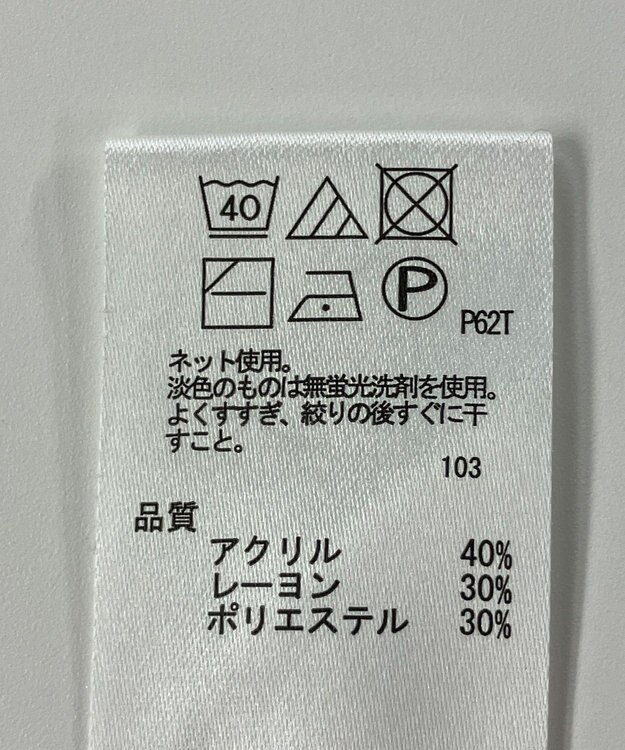 40
P
P62T
ネット使用。
淡色のものは無蛍光洗剤を使用。
よくすすぎ、絞りの後すぐに干
すこと。
103
品質
アクリル 40%
レーヨン 30%
ポリエステル 30%